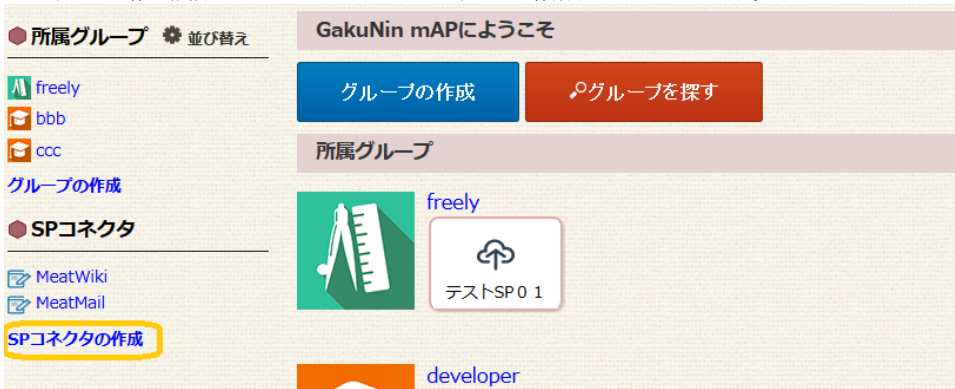 所属グループ 並び替え
freely
bbb
ccc
グループの作成
SPコネクタ
MeatWiki
MeatMail
SPコネクタの作成
GakuNin mAPにようこそ
グループの作成
グループを探す
所属グループ
freely
テストSP０１
developer